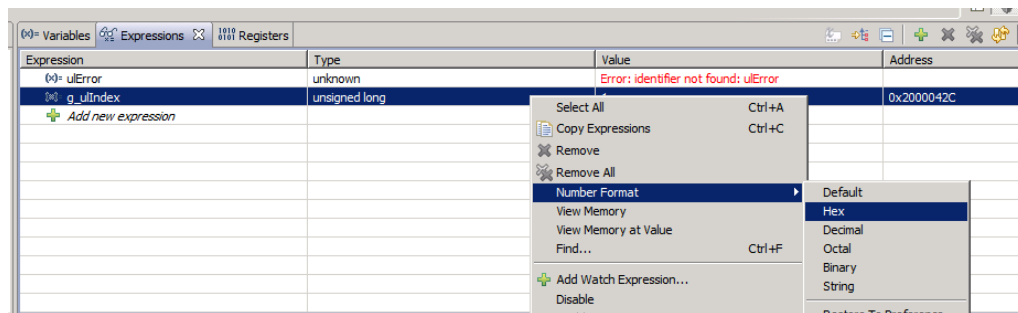 (x)= Variables Expressions Registers
Expression Type Value Address
(x)= ulError unknown Error: identifier not found: ulError
g_ulIndex unsigned long 0x2000042C
Add new expression
Select All Ctrl+A
Copy Expressions Ctrl+C
Remove
Remove All
Number Format
View Memory
View Memory at Value
Find... Ctrl+F
Add Watch Expression...
Disable
Default
Hex
Decimal
Octal
Binary
String